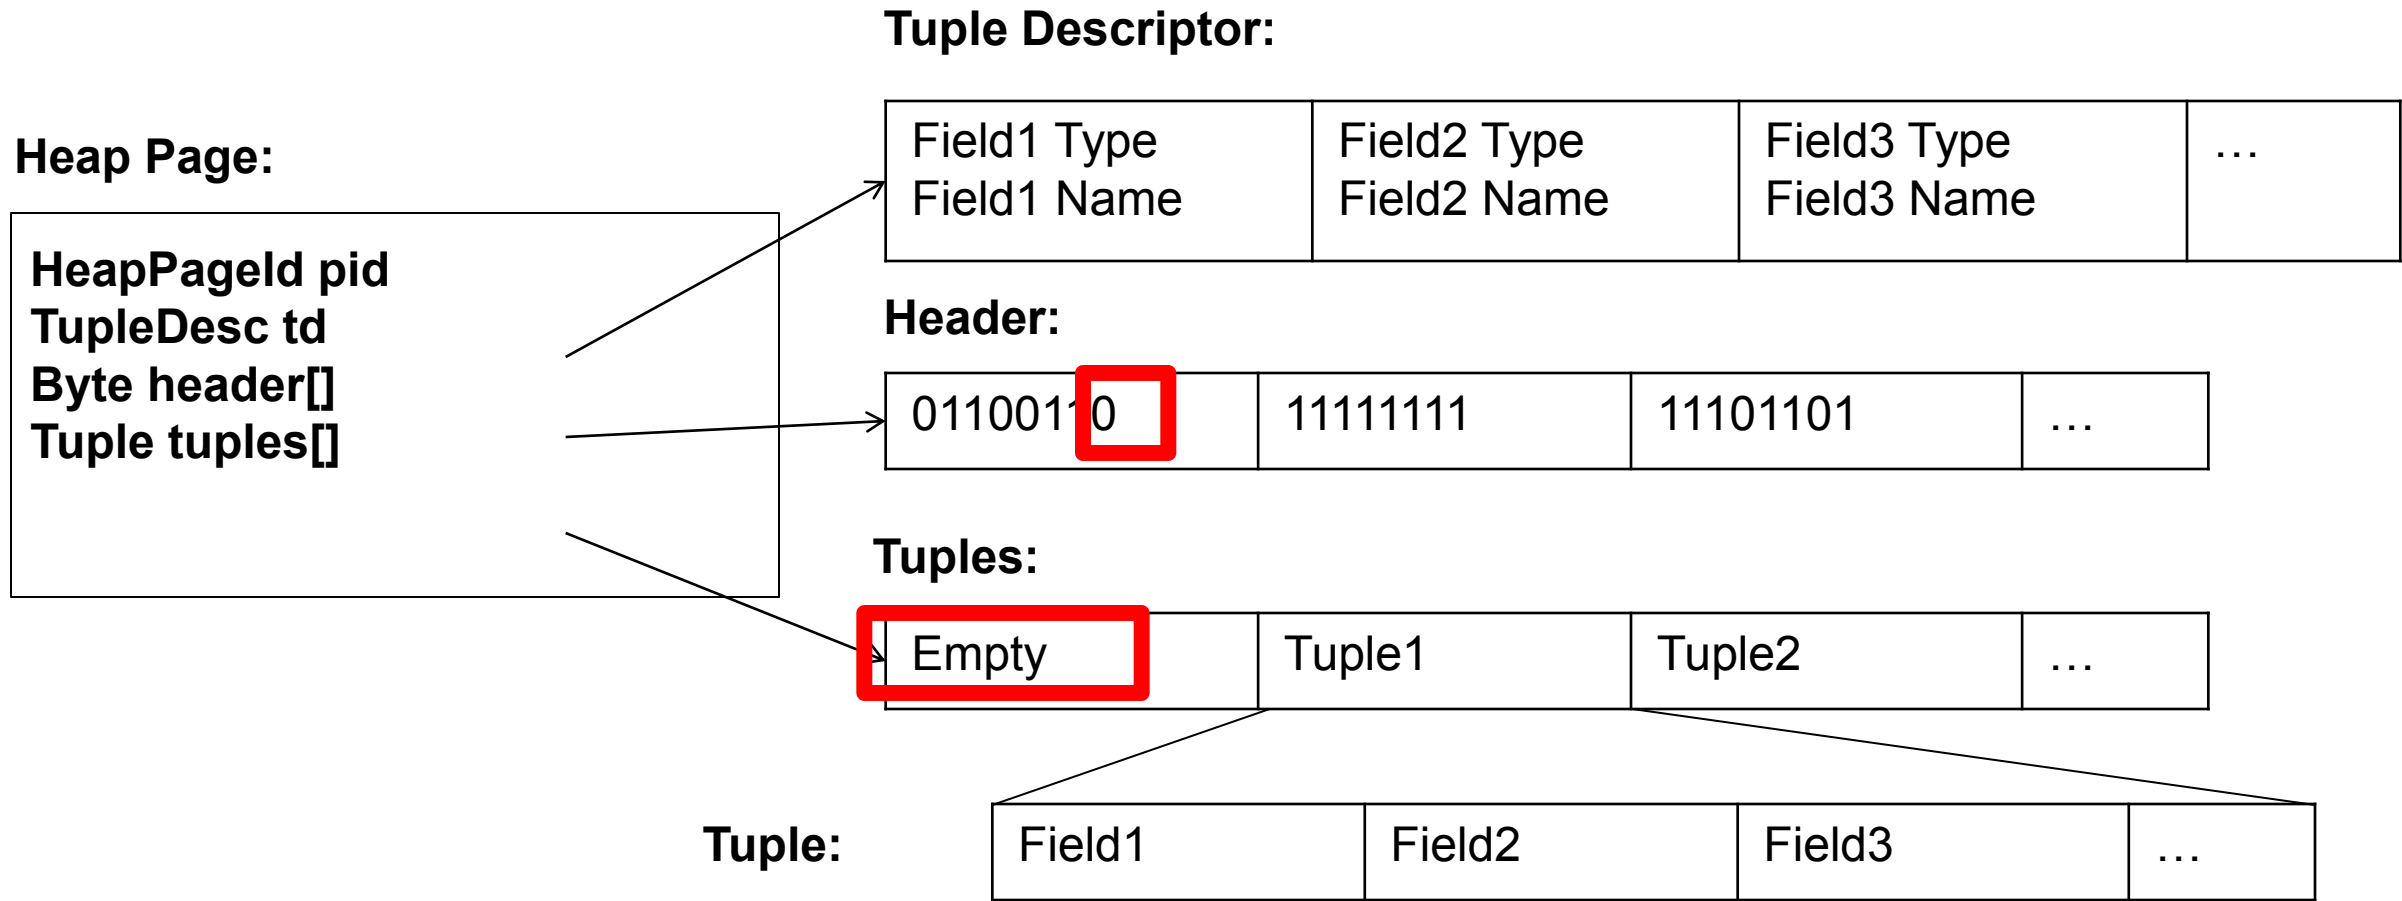 Tuple Descriptor:
Heap Page:
Field1 Type
Field1 Name
Field2 Type
Field2 Name
Field3 Type
Field3 Name
…
HeapPageId pid
TupleDesc td
Byte header[]
Tuple tuples[]
Header:
01100110
11111111
11101101
…
Tuples:
Empty
Tuple1
Tuple2
…
Tuple:
Field1
Field2
Field3
…